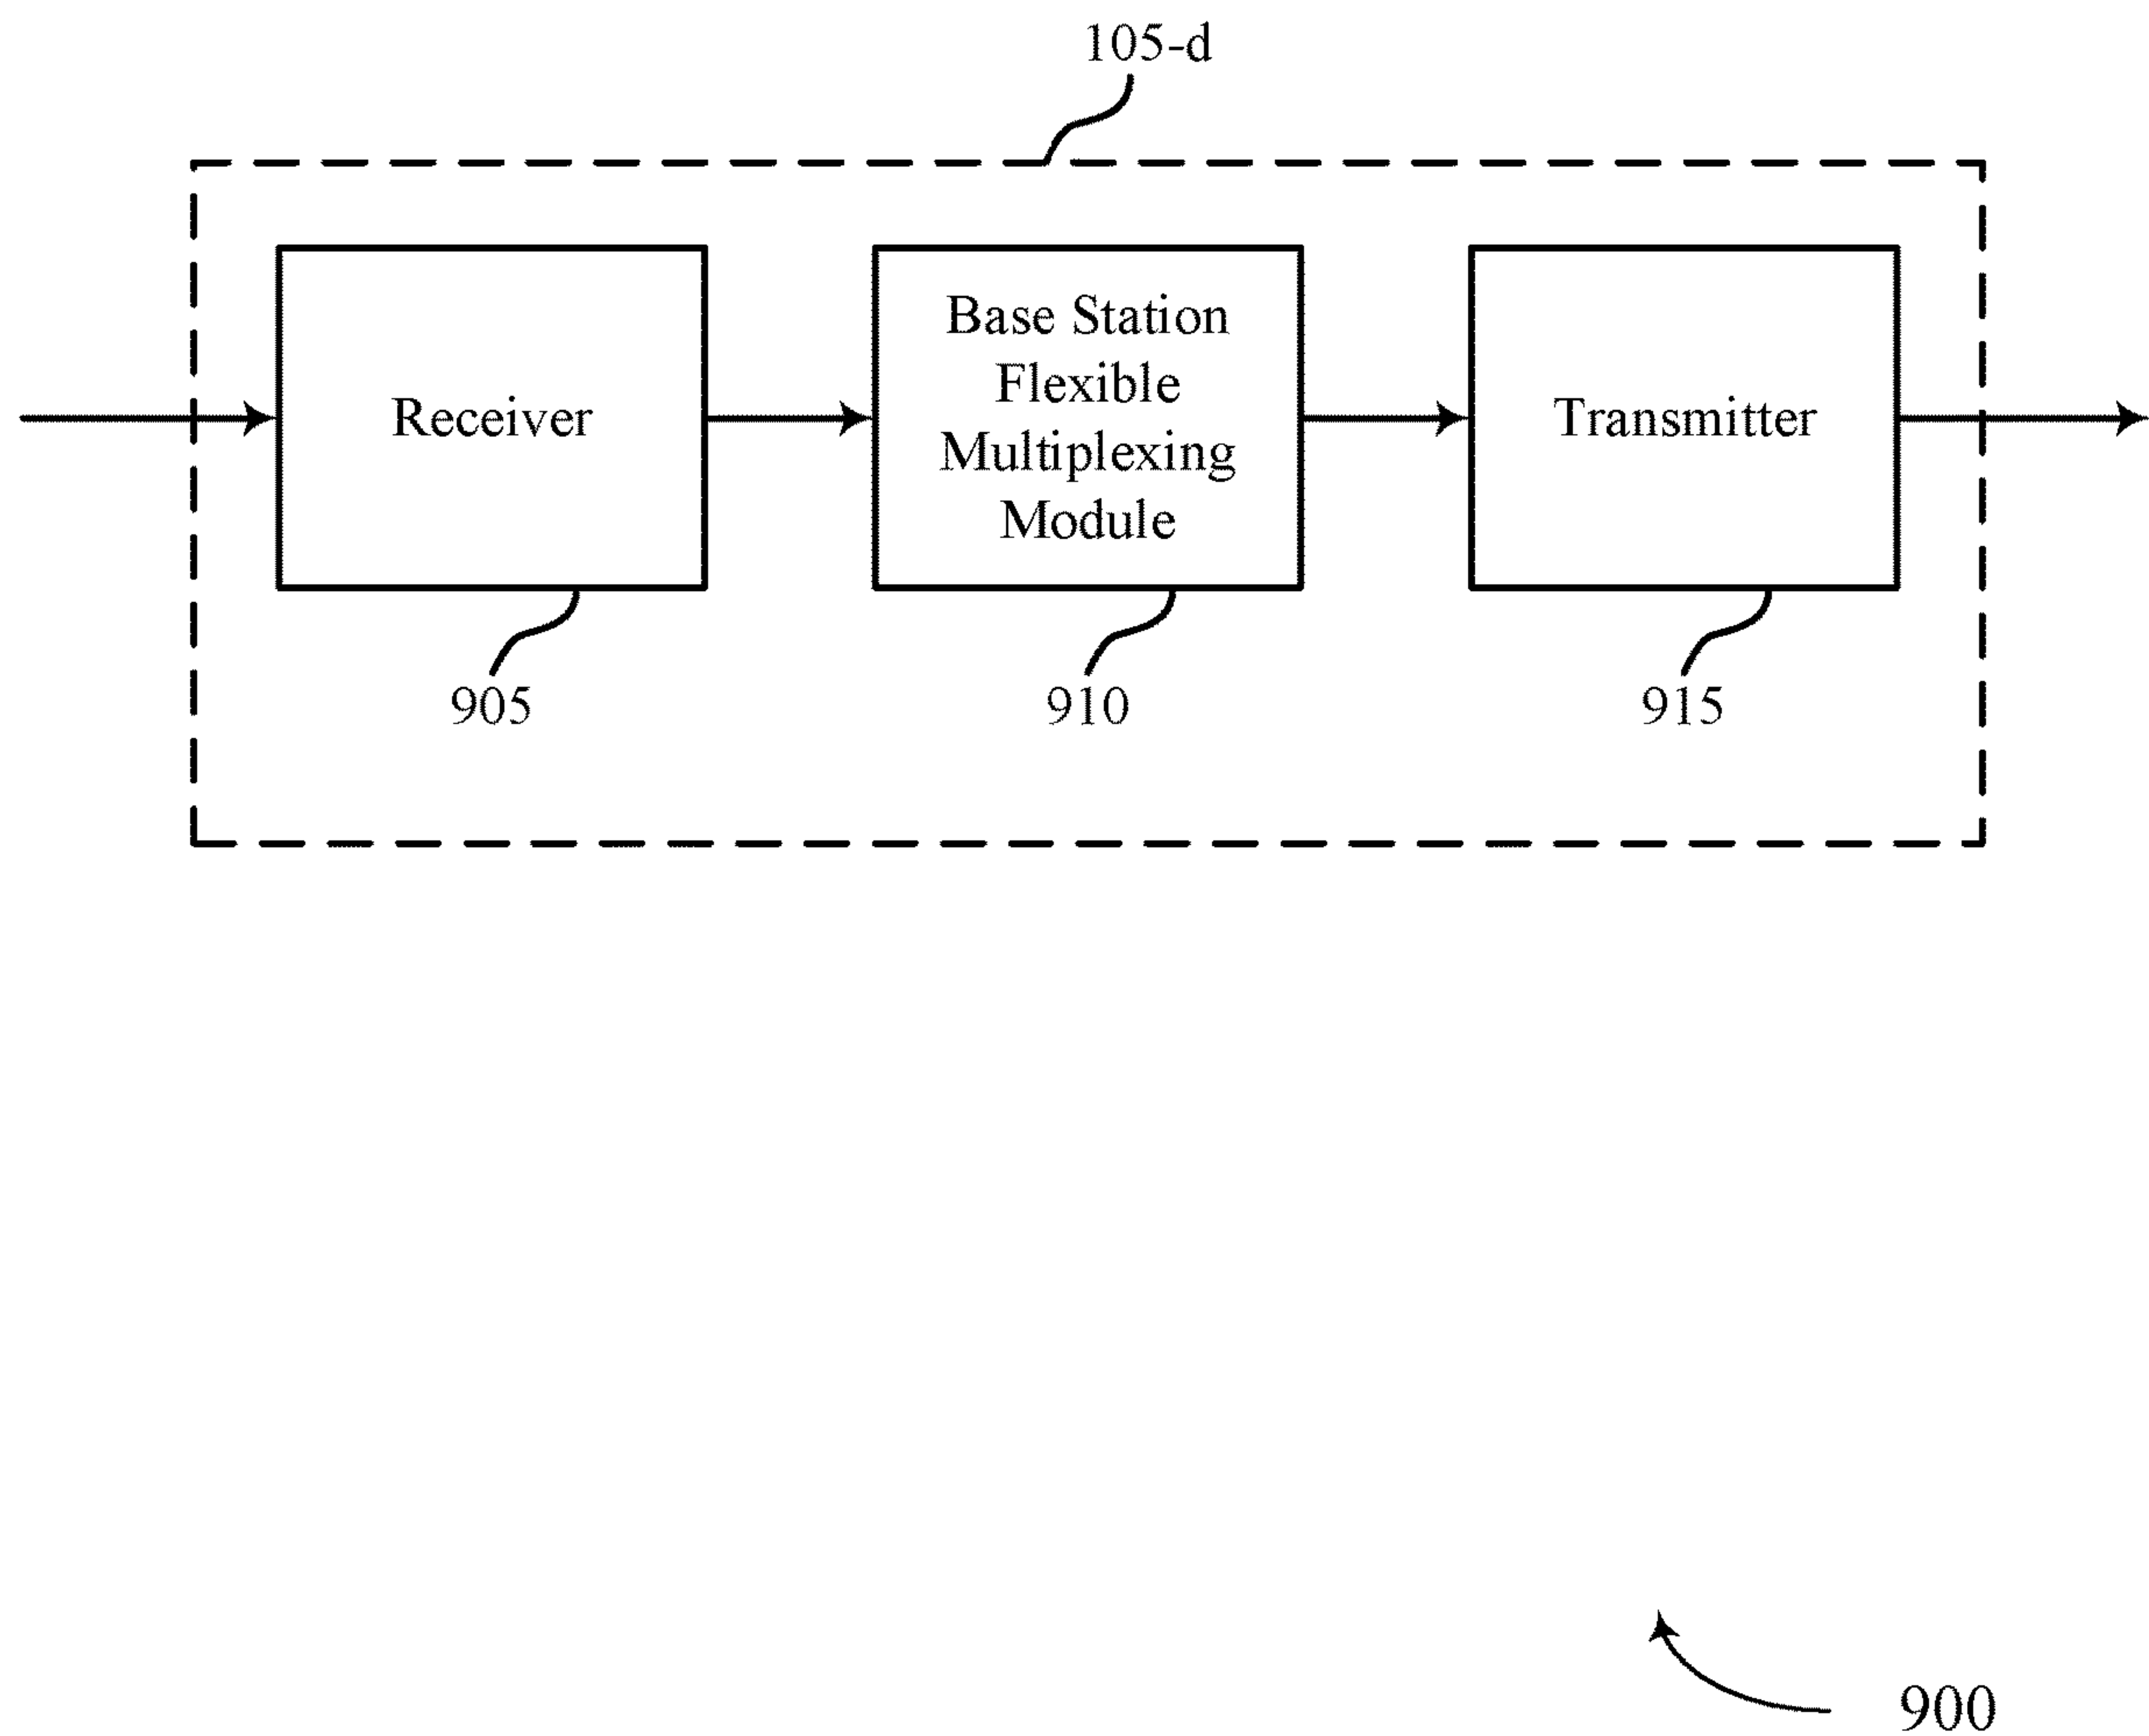 105-d
Receiver
Base Station
Flexible
Multiplexing
Module
Transmitter
905
910
915
900